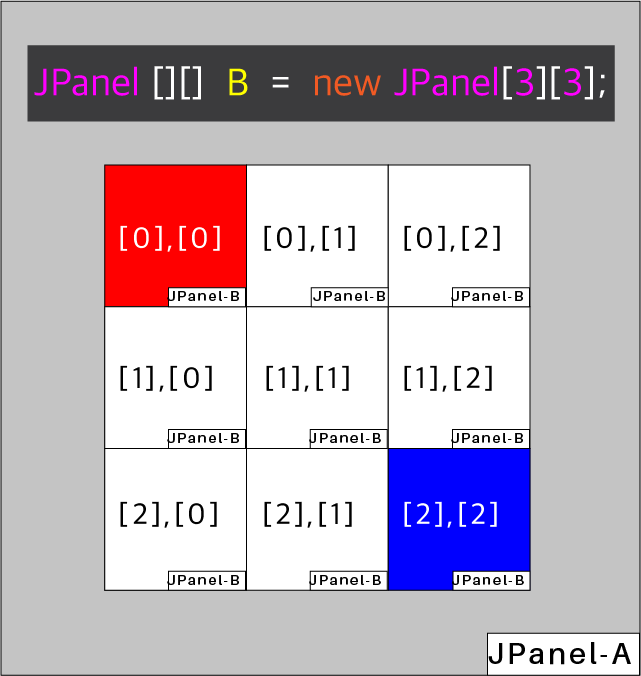 JPanel [][] B = new JPanel[3][3];
[0],[0] [0],[1] [0],[2]
JPanel-B JPanel-B JPanel-B
[1],[0] [1],[1] [1],[2]
JPanel-B JPanel-B JPanel-B
[2],[0] [2],[1] [2],[2]
JPanel-B JPanel-B JPanel-B
JPanel-A